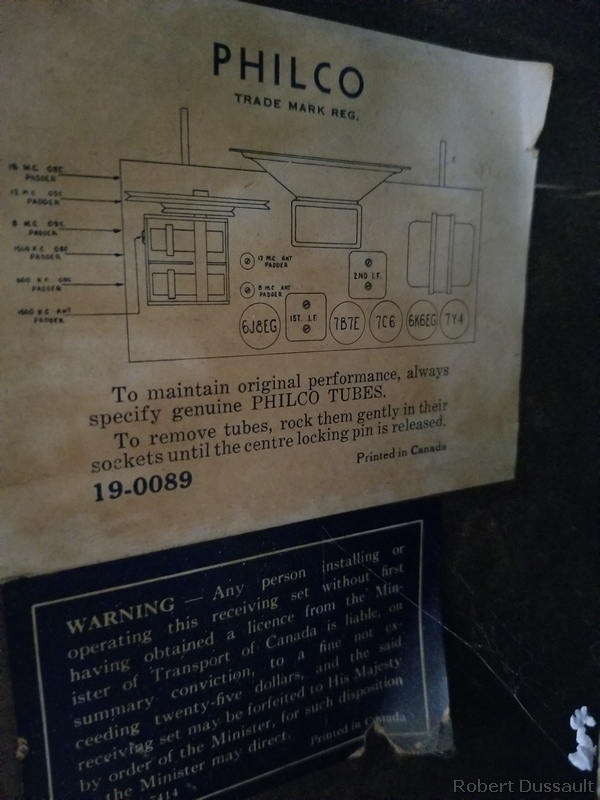 PHILCO
TRADE MARK REG.
15 M.C. OSC.
PADDER
12 M.C. OSC.
PADDER
8 M.C. OSC.
PADDER
1500 K.C. OSC.
PADDER
600 K.C. OSC.
PADDER
1500 K.C. ANT
PADDER.
12 M.C ANT
PADDER
8 M.C ANT
PADDER
2ND I.F.
6J8EG
1ST. I.F.
7B7E
7C6
6K6EG
7Y4
To maintain original performance, always
specify genuine PHILCO TUBES.
To remove tubes, rock them gently in their
sockets until the centre locking pin is released.
Printed in Canada
19-0089
WARNING — Any person installing or
operating this receiving set without first
having obtained a licence from the Min-
ister of Transport of Canada is liable, on
summary conviction, to a fine not ex-
ceeding twenty-five dollars, and the said
receiving set may be forfeited to His Majesty
by order of the Minister, for such disposition
the Minister may direct.
Printed in Canada
7414
Robert Dussault